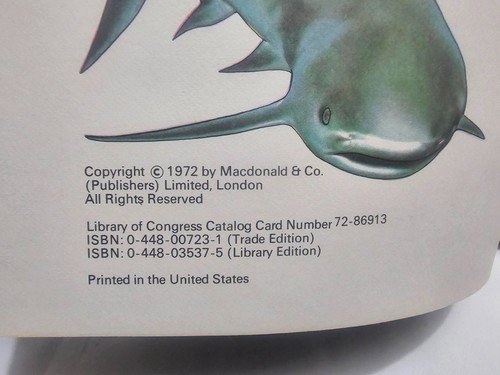 Copyright © 1972 by Macdonald & Co.
(Publishers) Limited, London
All Rights Reserved
Library of Congress Catalog Card Number 72-86913
ISBN: 0-448-00723-1 (Trade Edition)
ISBN: 0-448-03537-5 (Library Edition)
Printed in the United States